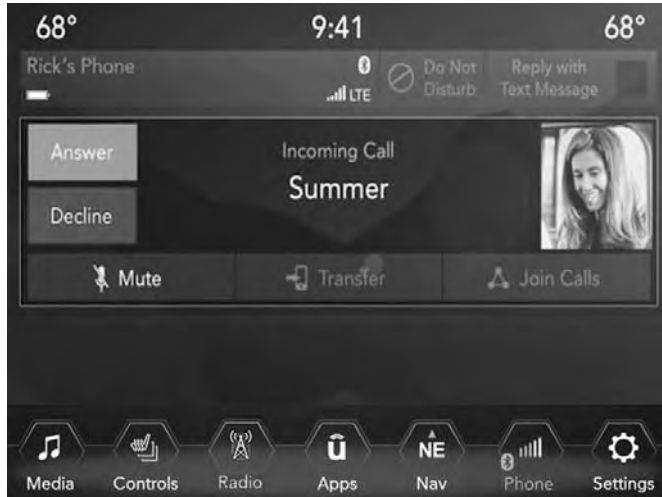 68° 9:41 68°
Rick's Phone
LTE
Do Not
Disturb
Reply with
Text Message
Answer
Incoming Call
Summer
Decline
Mute Transfer Join Calls
û NE
Media Controls Radio Apps Nav Phone Settings